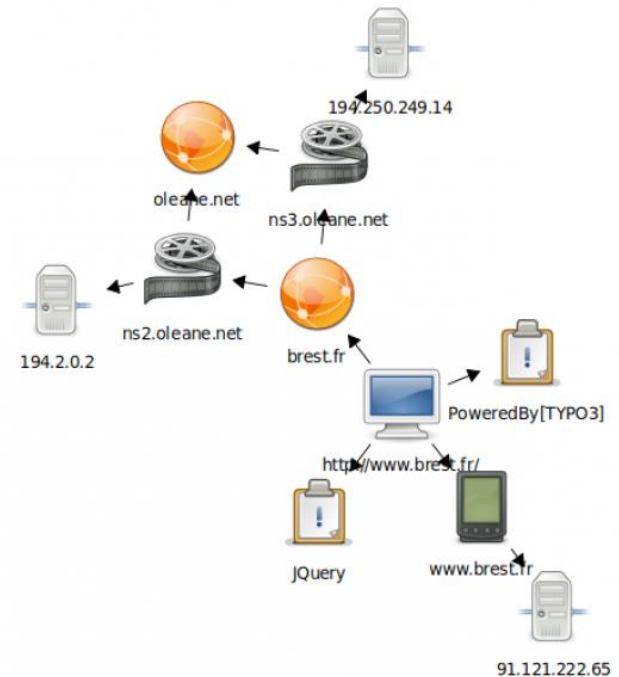 194.250.249.14
oleane.net
ns3.oleane.net
ns2.oleane.net
194.2.0.2
brest.fr
PoweredBy[TYPO3]
http://www.brest.fr/
JQuery
www.brest.fr
91.121.222.65